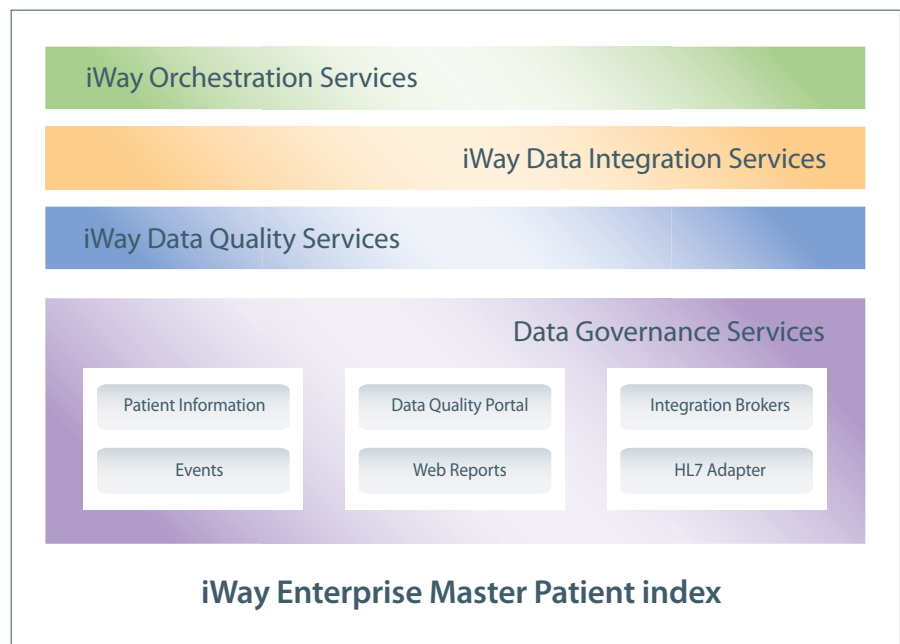 iWay Orchestration Services
iWay Data Integration Services
iWay Data Quality Services
Data Governance Services
Patient Information
Events
Data Quality Portal
Web Reports
Integration Brokers
HL7 Adapter
iWay Enterprise Master Patient index